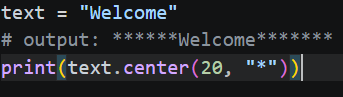 text = "Welcome"
# output: ******Welcome*******
print(text.center(20, "*"))